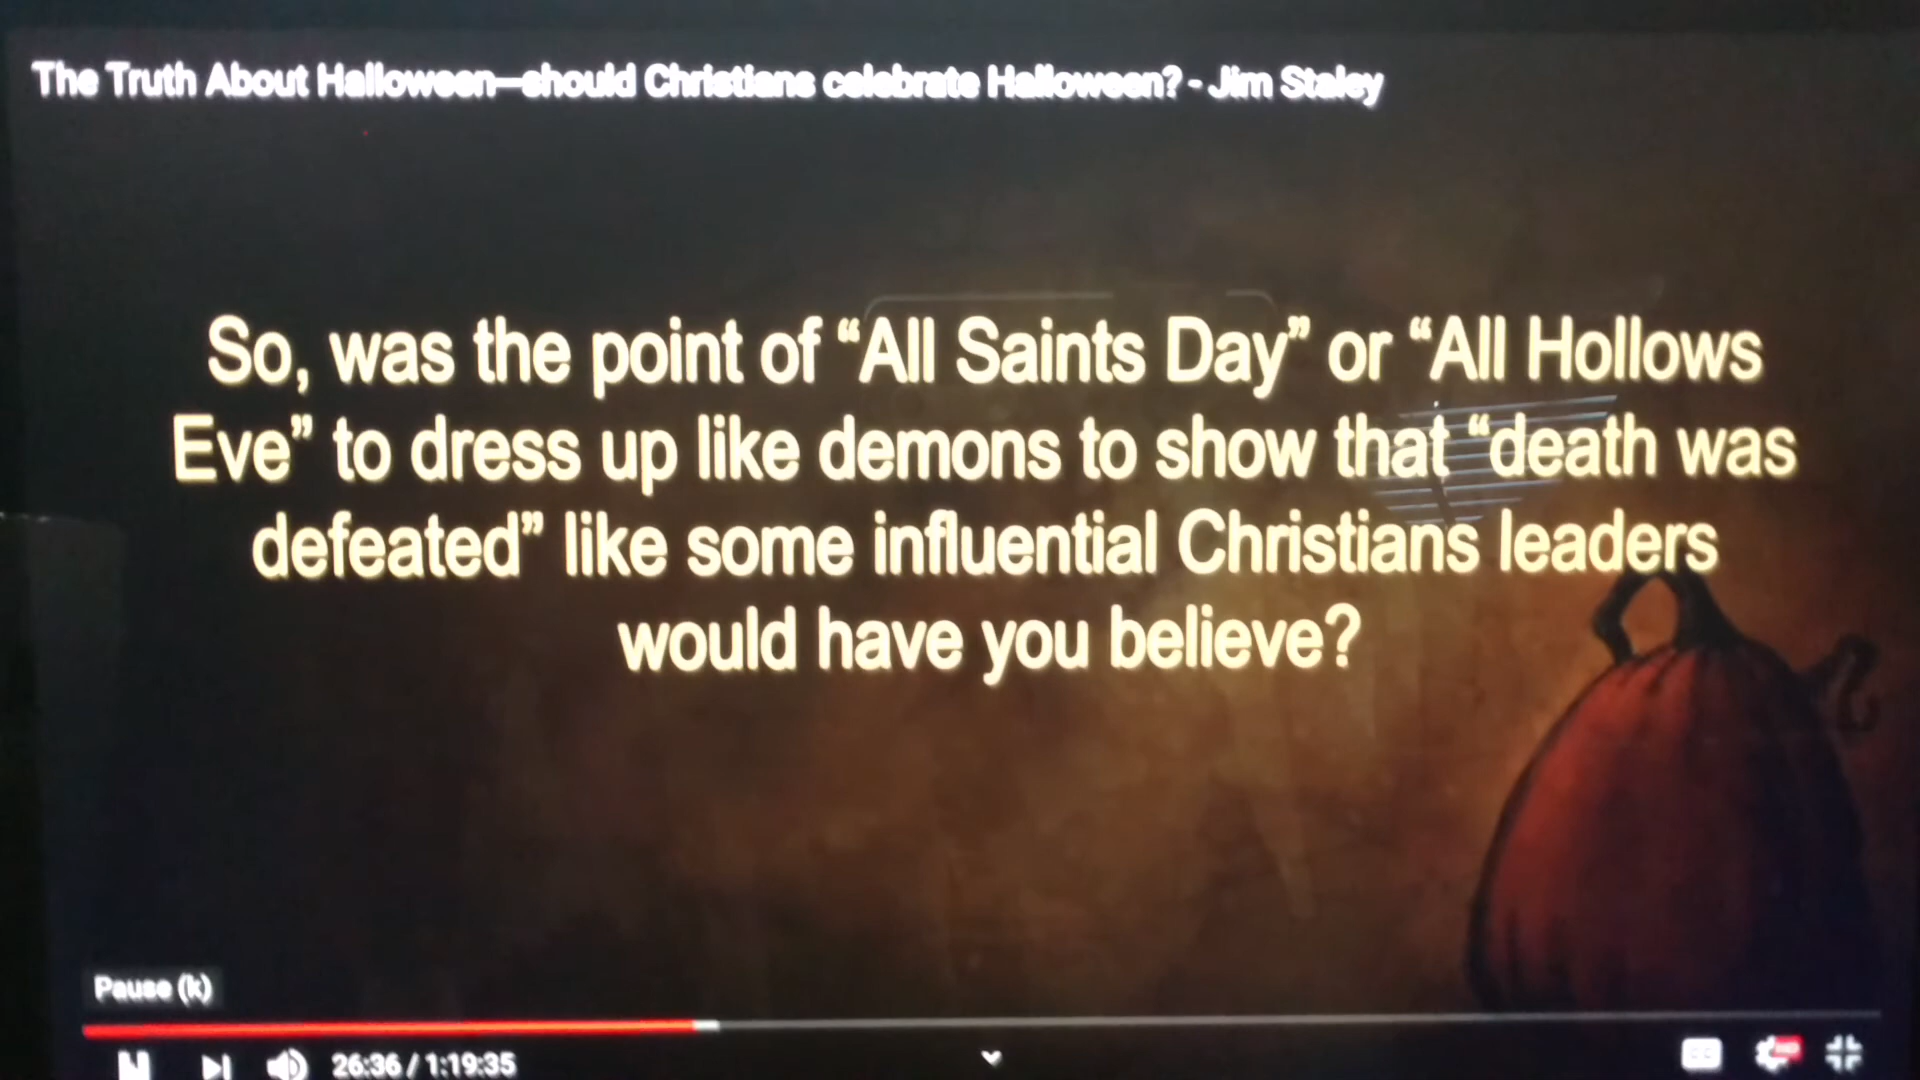 The Truth About Halloween—should Christians celebrate Halloween? - Jim Staley
So, was the point of “All Saints Day” or “All Hollows
Eve” to dress up like demons to show that “death was
defeated” like some influential Christians leaders
would have you believe?
Pause (k)
26:36 / 1:19:35
CC
HD